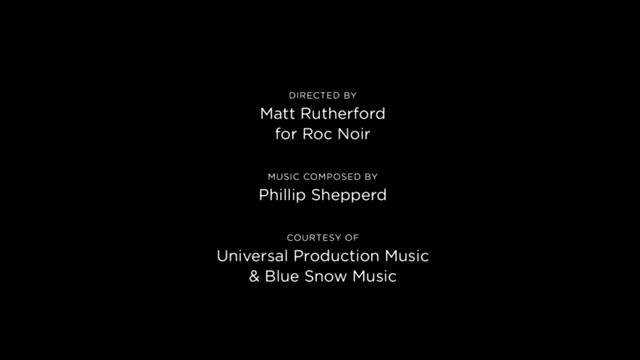 DIRECTED BY
Matt Rutherford
for Roc Noir
MUSIC COMPOSED BY
Phillip Shepperd
COURTESY OF
Universal Production Music
& Blue Snow Music